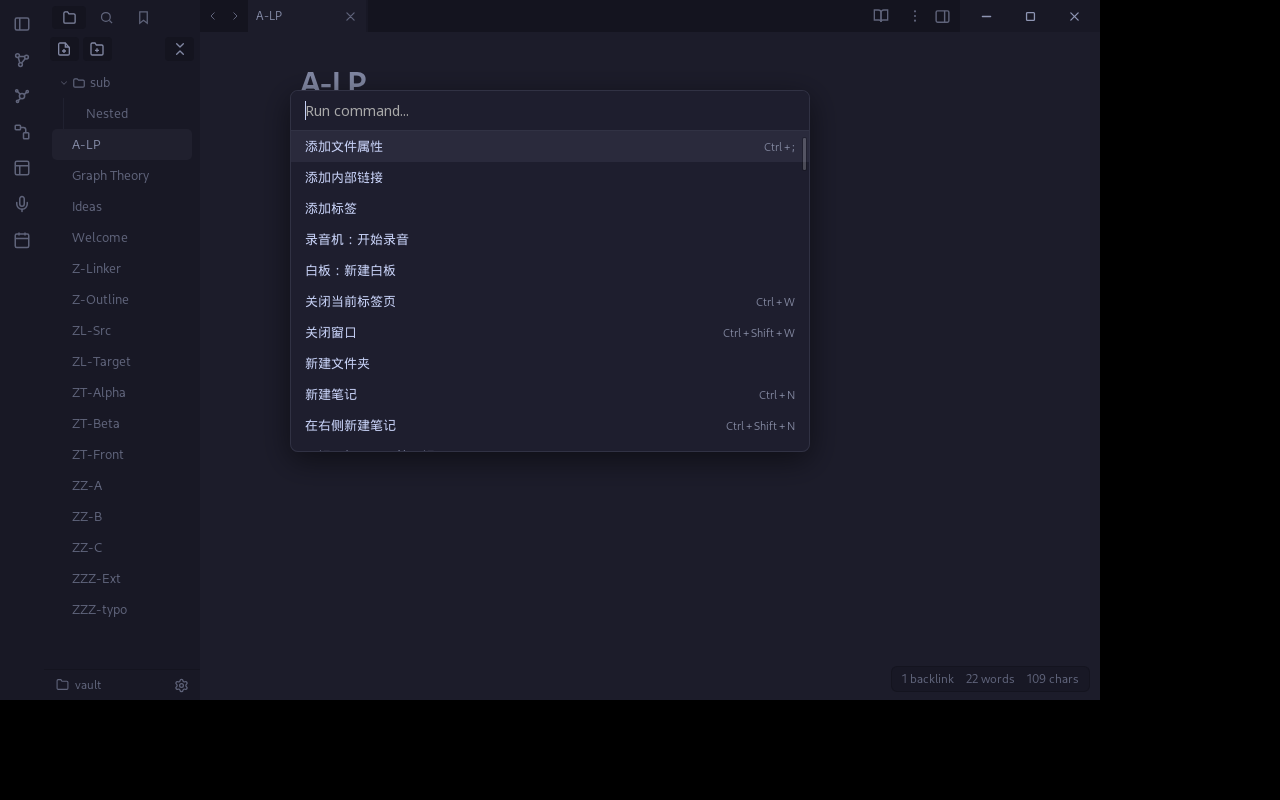 A-LP
sub
Nested
A-LP
Graph Theory
Ideas
Welcome
Z-Linker
Z-Outline
ZL-Src
ZL-Target
ZT-Alpha
ZT-Beta
ZT-Front
ZZ-A
ZZ-B
ZZ-C
ZZZ-Ext
ZZZ-typo
vault
A-LP
Run command...
添加文件属性 Ctrl + ;
添加内部链接
添加标签
录音机：开始录音
白板：新建白板
关闭当前标签页 Ctrl + W
关闭窗口 Ctrl + Shift + W
新建文件夹
新建笔记 Ctrl + N
在右侧新建笔记 Ctrl + Shift + N
1 backlink 22 words 109 chars